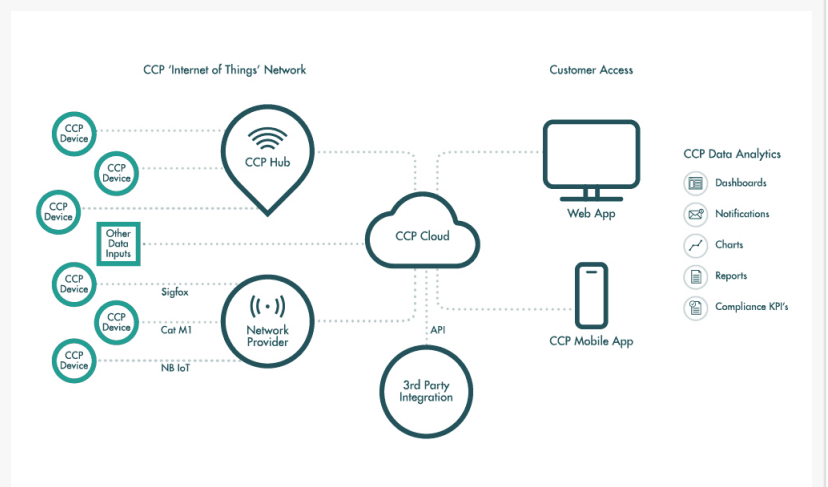 CCP 'Internet of Things' Network
Customer Access
CCP
Device
CCP Hub
CCP
Device
CCP
Device
Other
Data
Inputs
CCP Cloud
Web App
CCP Data Analytics
Dashboards
Notifications
Charts
Reports
Compliance KPI's
CCP
Device
Sigfox
CCP
Device
Cat M1
Network
Provider
CCP
Device
NB IoT
API
CCP Mobile App
3rd Party
Integration